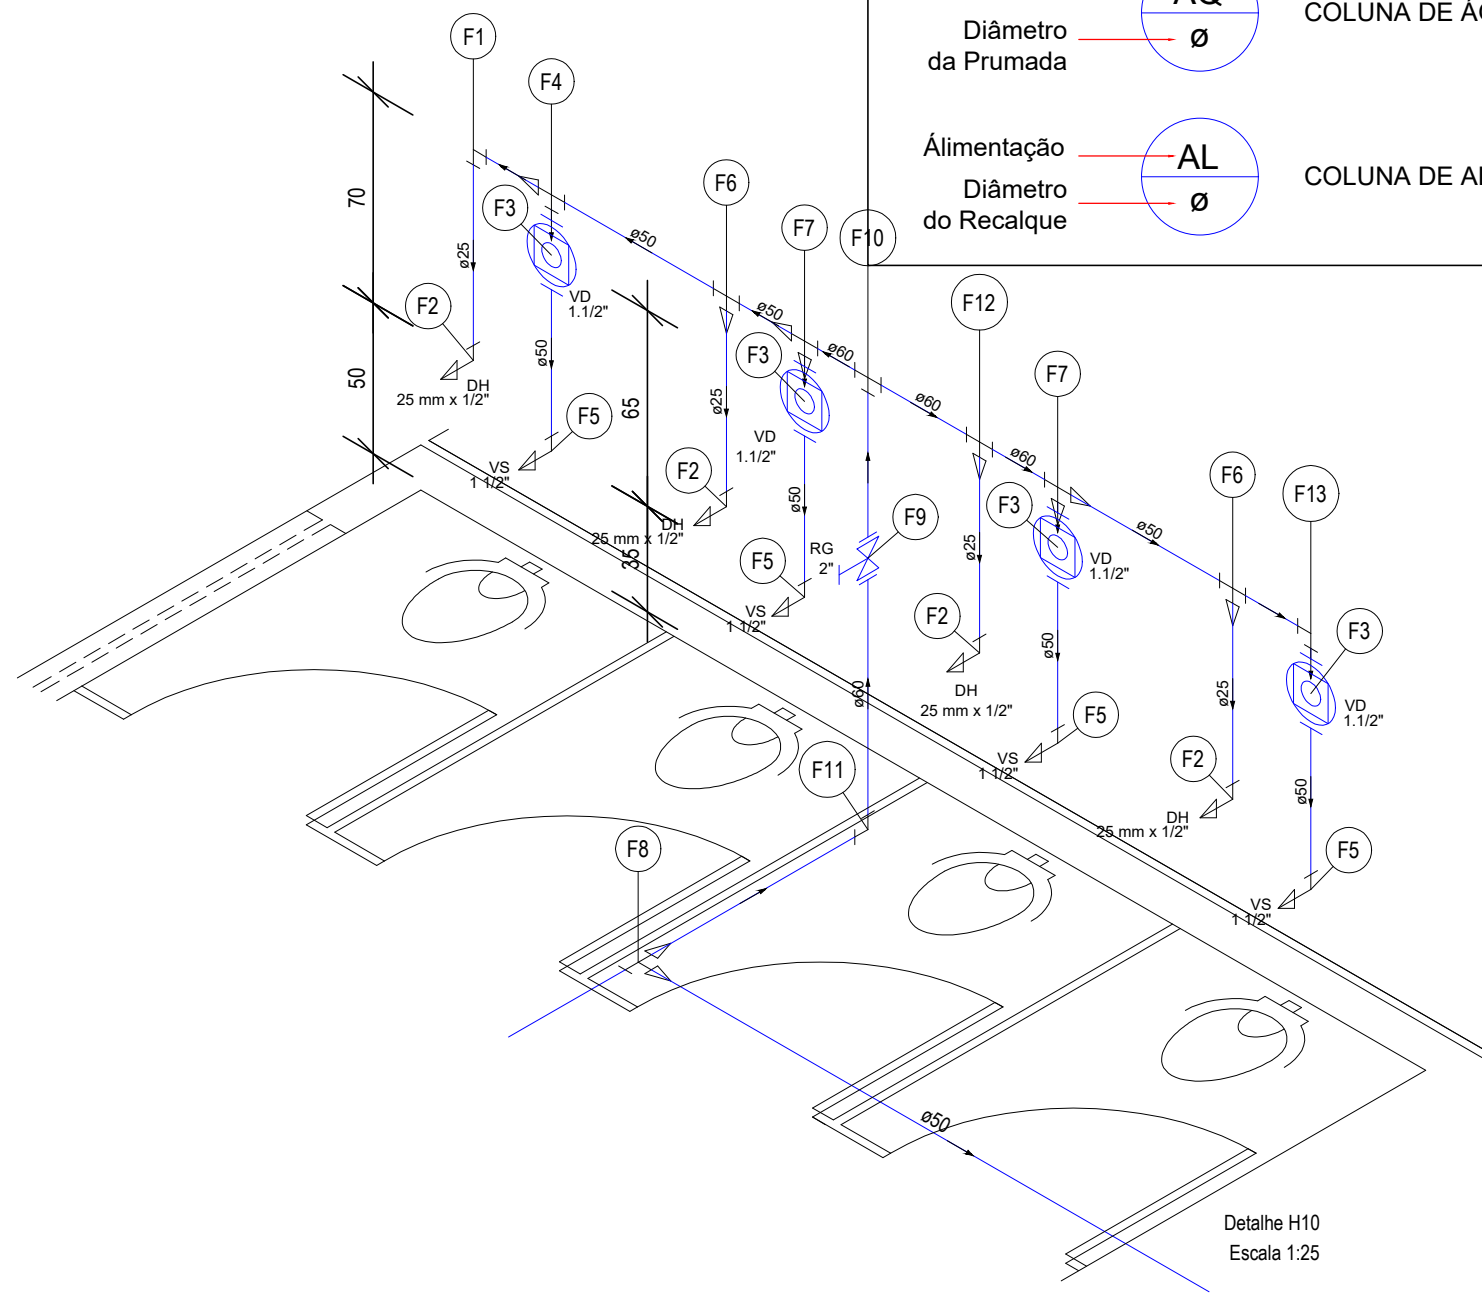 AQ
COLUNA DE
Diâmetro
da Prumada
ø
Álimentação
AL
COLUNA DE
Diâmetro
do Recalque
ø
F1
F4
F6
F7
F10
F12
F7
F6
F13
F3
F3
F3
F3
F2
F2
F2
F2
F5
F5
F5
F5
F9
F11
F8
70
50
65
35
ø50
ø50
ø60
ø60
ø60
ø50
ø25
ø50
ø25
ø50
ø60
ø25
ø50
ø25
ø50
ø50
VD
1.1/2"
VD
1.1/2"
VD
1.1/2"
VD
1.1/2"
DH
25 mm x 1/2"
DH
25 mm x 1/2"
DH
25 mm x 1/2"
DH
25 mm x 1/2"
VS
1 1/2"
VS
1 1/2"
VS
1 1/2"
VS
1 1/2"
RG
2"
Detalhe H10
Escala 1:25